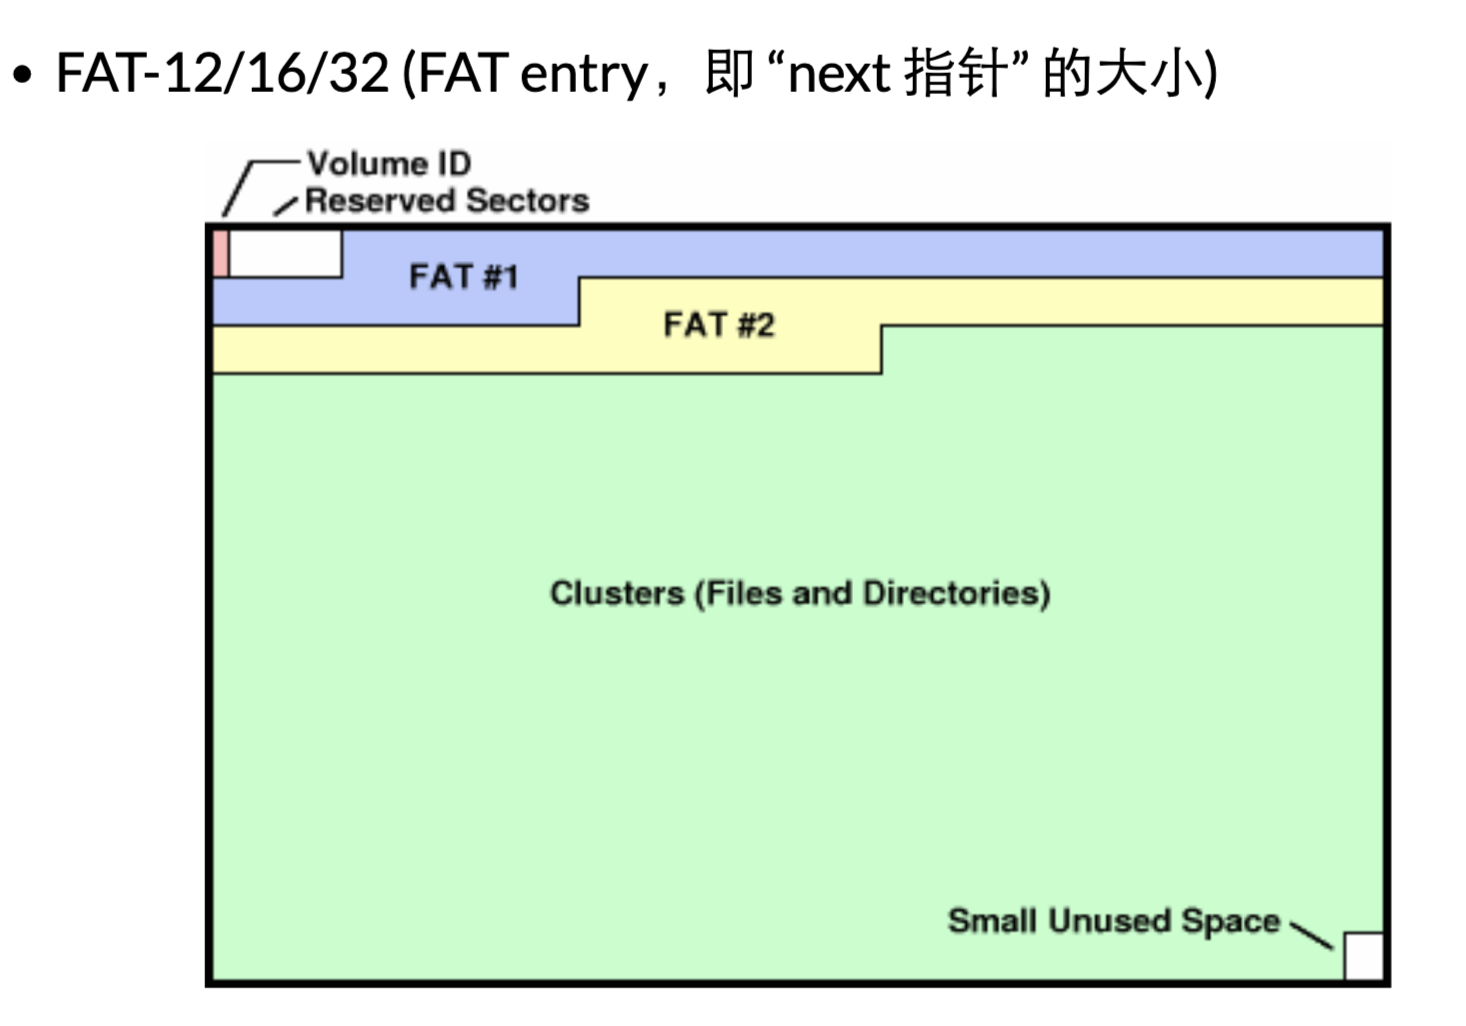 • FAT-12/16/32 (FAT entry，即 “next 指针” 的大小)
Volume ID
Reserved Sectors
FAT #1
FAT #2
Clusters (Files and Directories)
Small Unused Space